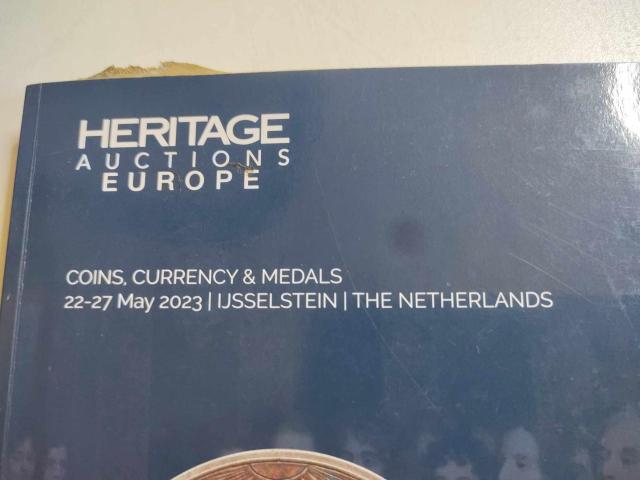 HERITAGE
AUCTIONS
EUROPE
COINS, CURRENCY & MEDALS
22-27 May 2023 | IJSSELSTEIN | THE NETHERLANDS